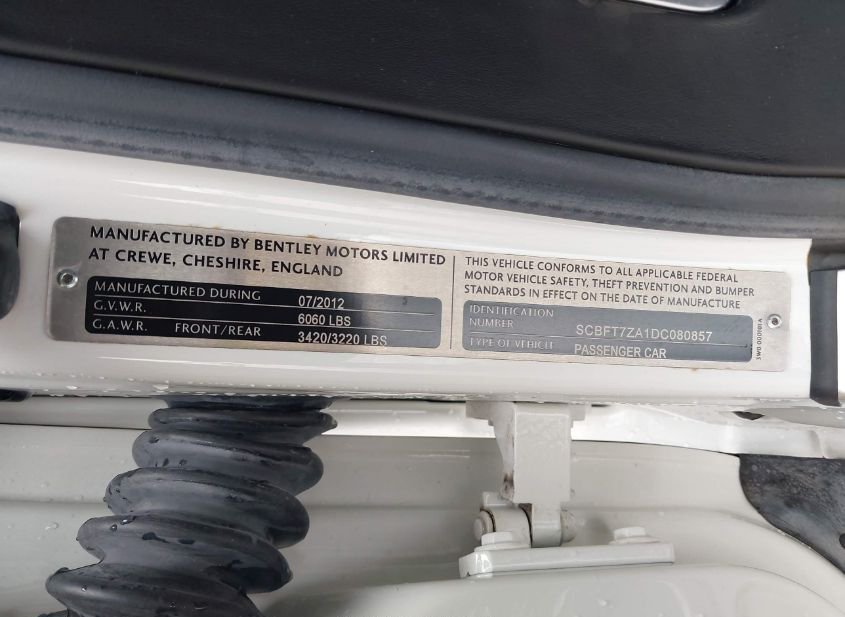 MANUFACTURED BY BENTLEY MOTORS LIMITED
AT CREWE, CHESHIRE, ENGLAND
MANUFACTURED DURING 07/2012
G.V.W.R. 6060 LBS
G.A.W.R. FRONT/REAR 3420/3220 LBS
THIS VEHICLE CONFORMS TO ALL APPLICABLE FEDERAL
MOTOR VEHICLE SAFETY, THEFT PREVENTION AND BUMPER
STANDARDS IN EFFECT ON THE DATE OF MANUFACTURE
IDENTIFICATION
NUMBER SCBFT7ZA1DC080857
TYPE OF VEHICLE PASSENGER CAR